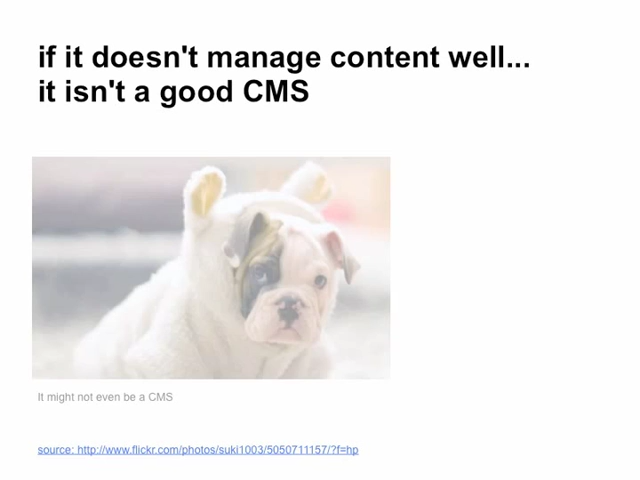 if it doesn't manage content well...
it isn't a good CMS
It might not even be a CMS
source: http://www.flickr.com/photos/suki1003/5050711157/?f=hp